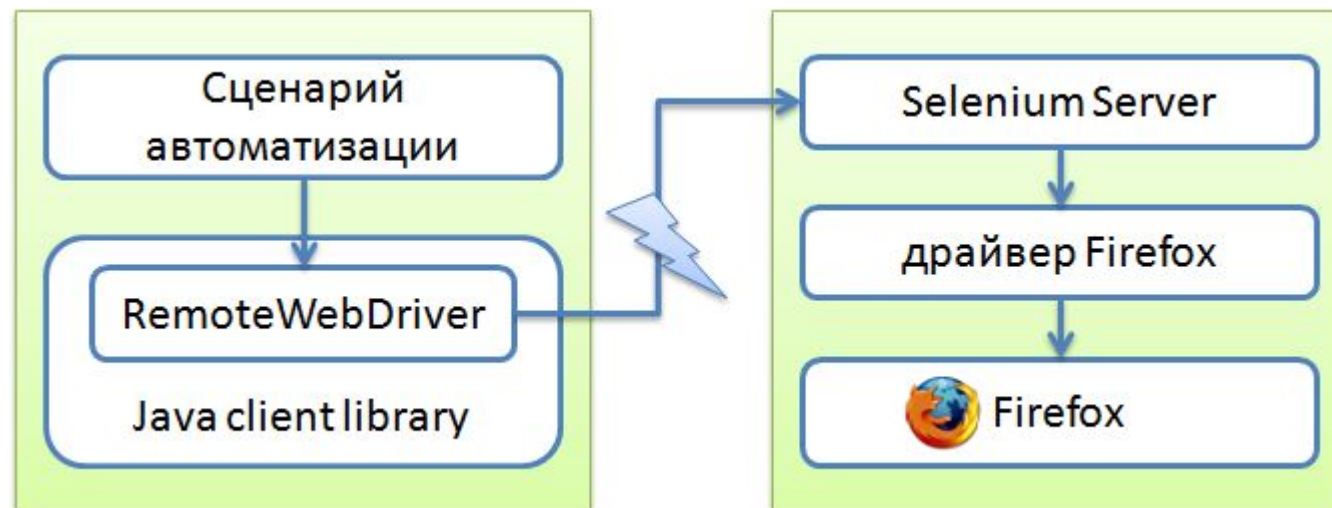 Сценарий
автоматизации
RemoteWebDriver
Java client library
Selenium Server
драйвер Firefox
Firefox